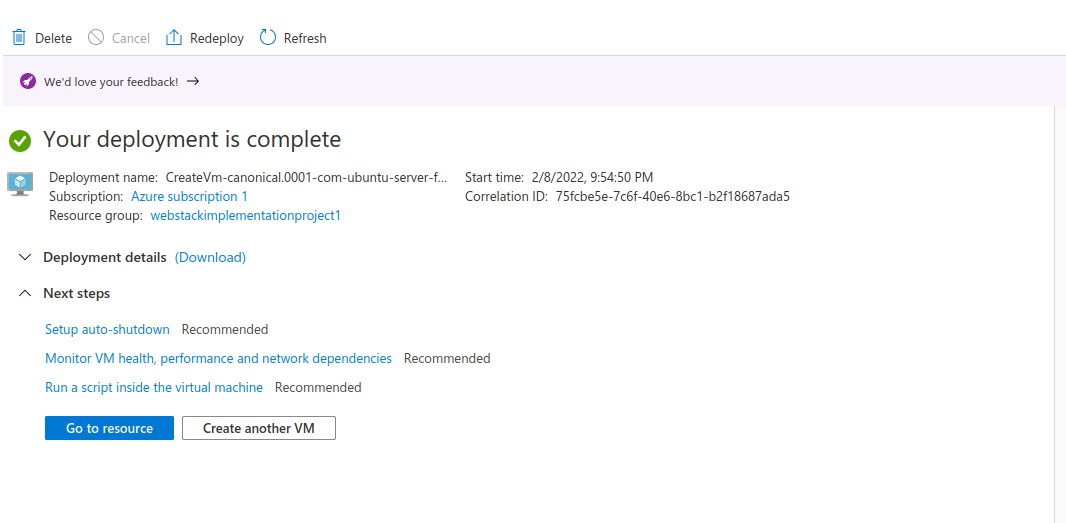 Delete Cancel Redeploy Refresh
We'd love your feedback!
Your deployment is complete
Deployment name: CreateVm-canonical.0001-com-ubuntu-server-f... Start time: 2/8/2022, 9:54:50 PM
Subscription: Azure subscription 1 Correlation ID: 75fcbe5e-7c6f-40e6-8bc1-b2f18687ada5
Resource group: webstackimplementationproject1
Deployment details (Download)
Next steps
Setup auto-shutdown Recommended
Monitor VM health, performance and network dependencies Recommended
Run a script inside the virtual machine Recommended
Go to resource Create another VM